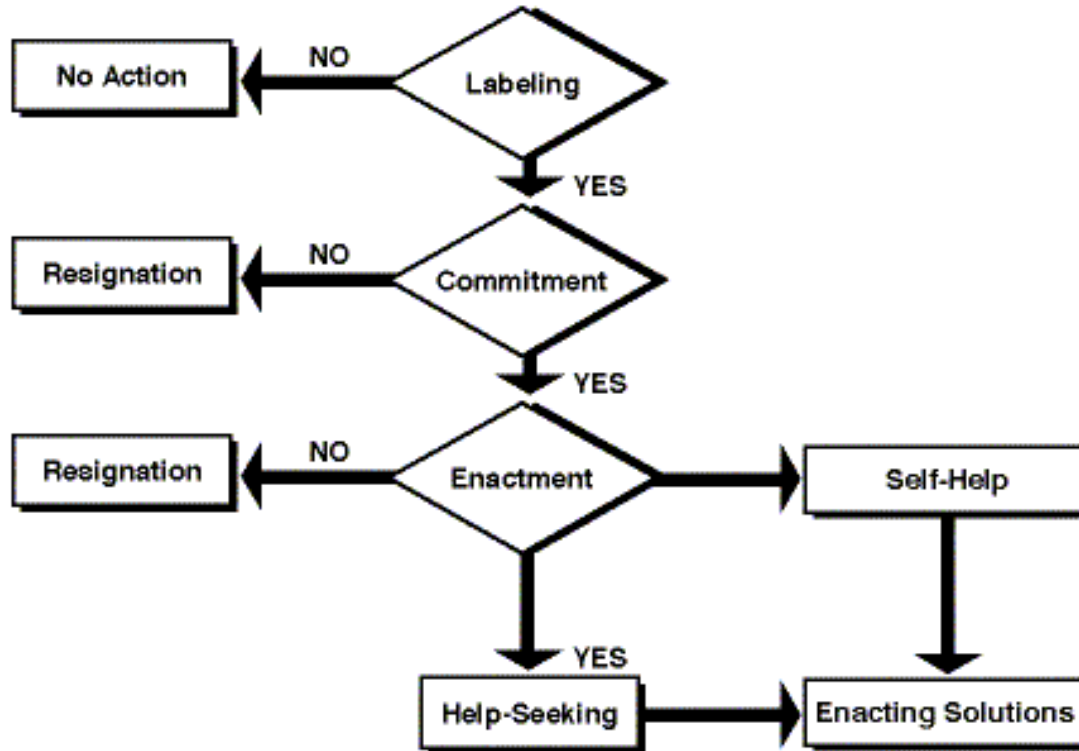 NO
No Action
Labeling
YES
NO
Resignation
Commitment
YES
NO
Resignation
Enactment
Self-Help
YES
Help-Seeking
Enacting Solutions